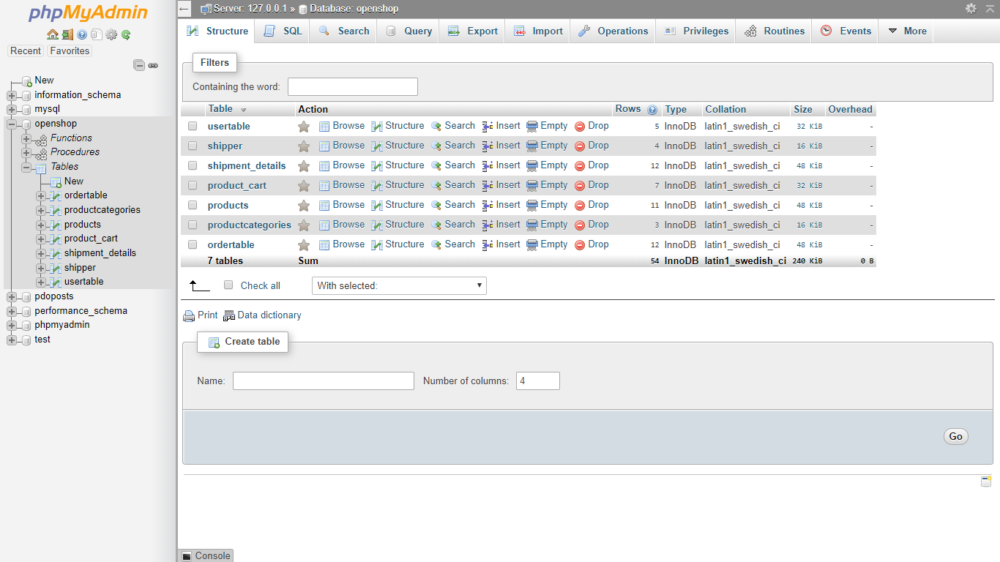 phpMyAdmin
Recent Favorites
New
information_schema
mysql
openshop
Functions
Procedures
Tables
New
ordertable
productcategories
products
product_cart
shipment_details
shipper
usertable
pdoposts
performance_schema
phpmyadmin
test
Server: 127.0.0.1 » Database: openshop
Structure SQL Search Query Export Import Operations Privileges Routines Events More
Filters
Containing the word:
Table Action Rows Type Collation Size Overhead
usertable Browse Structure Search Insert Empty Drop 5 InnoDB latin1_swedish_ci 32 KiB -
shipper Browse Structure Search Insert Empty Drop 4 InnoDB latin1_swedish_ci 16 KiB -
shipment_details Browse Structure Search Insert Empty Drop 12 InnoDB latin1_swedish_ci 48 KiB -
product_cart Browse Structure Search Insert Empty Drop 7 InnoDB latin1_swedish_ci 32 KiB -
products Browse Structure Search Insert Empty Drop 11 InnoDB latin1_swedish_ci 48 KiB -
productcategories Browse Structure Search Insert Empty Drop 3 InnoDB latin1_swedish_ci 16 KiB -
ordertable Browse Structure Search Insert Empty Drop 12 InnoDB latin1_swedish_ci 48 KiB -
7 tables Sum 54 InnoDB latin1_swedish_ci 240 KiB 0 B
Check all With selected:
Print Data dictionary
Create table
Name: Number of columns: 4
Go
Console